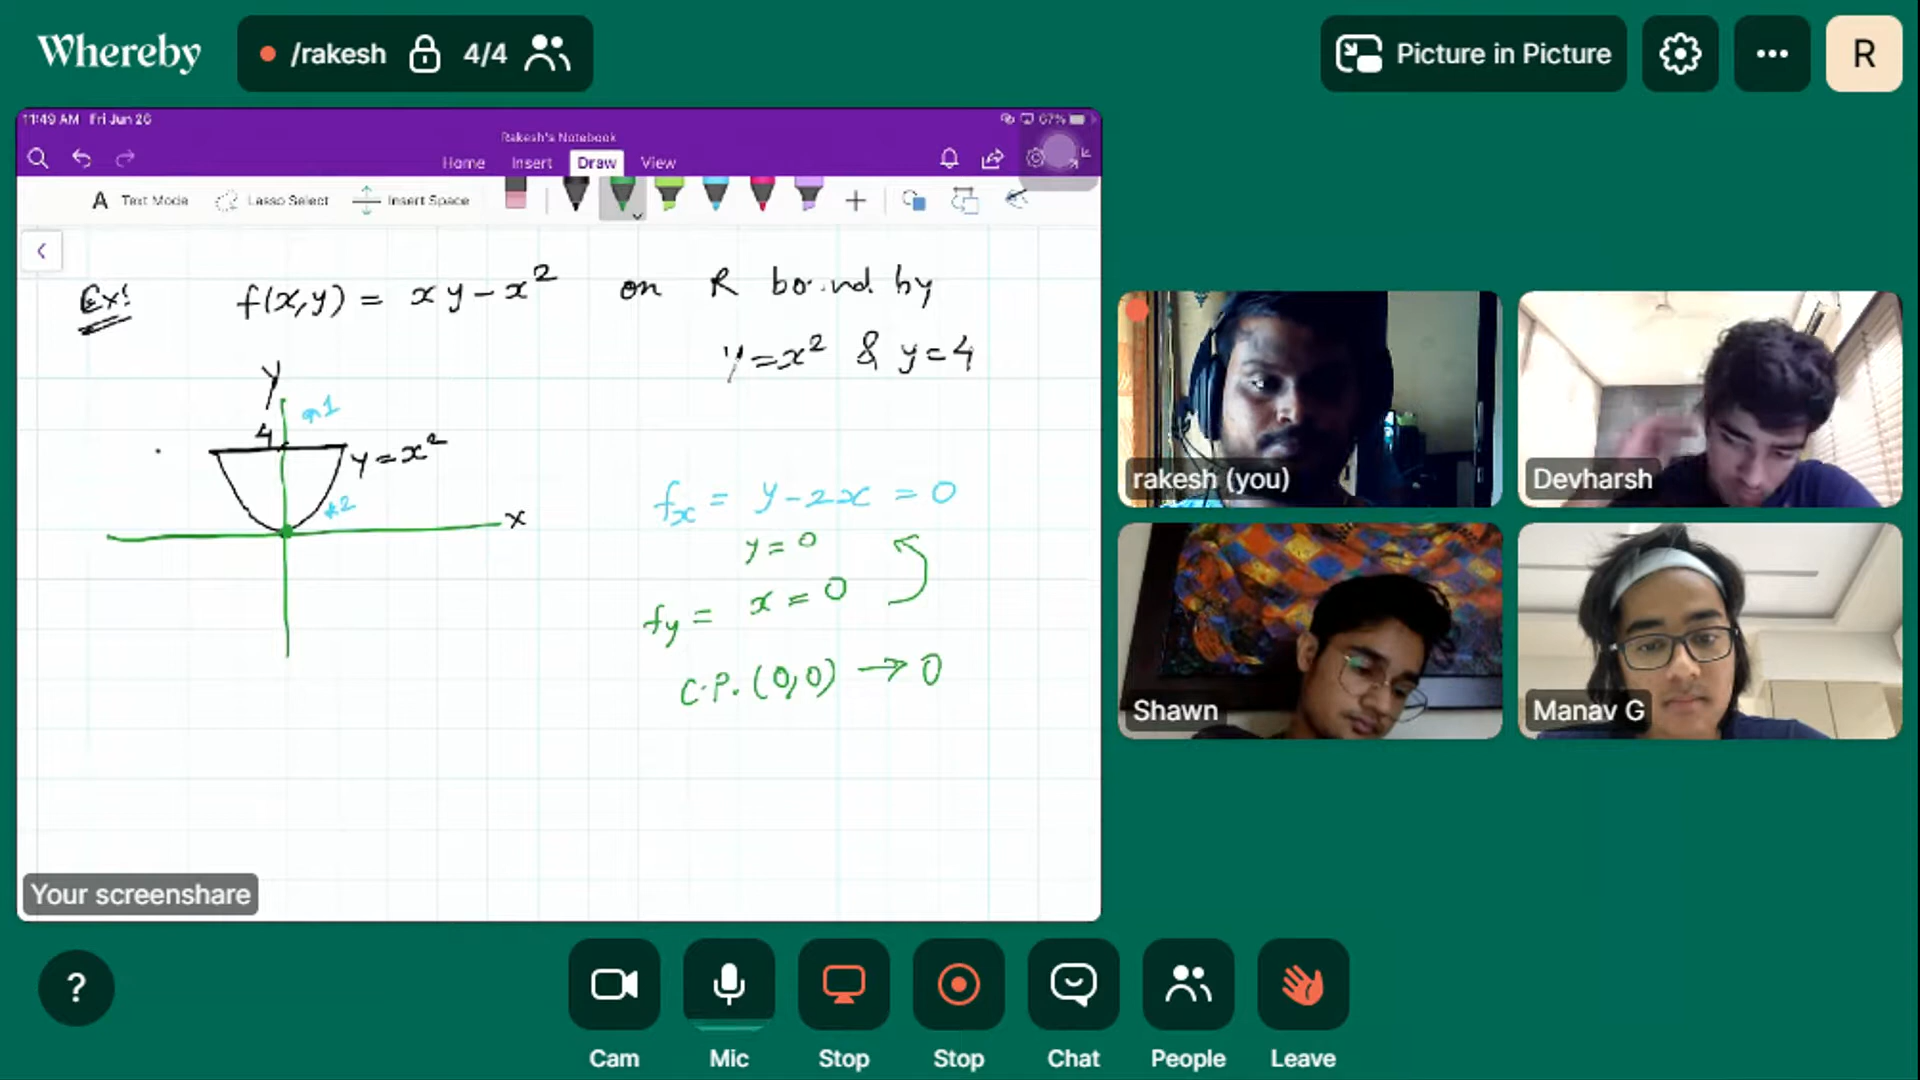 Whereby
/rakesh 4/4
Picture in Picture
R
11:49 AM Fri Jun 26
67%
Rakesh's Notebook
Home Insert Draw View
A Text Mode Lasso Select Insert Space
Ex! f(x,y) = xy - x² on R bound by
y = x² & y = 4
y
4
y = x²
x
fx = y - 2x = 0
y = 0
fy = x = 0
C.P. (0,0) → 0
Your screenshare
rakesh (you)
Devharsh
Shawn
Manav G
?
Cam Mic Stop Stop Chat People Leave